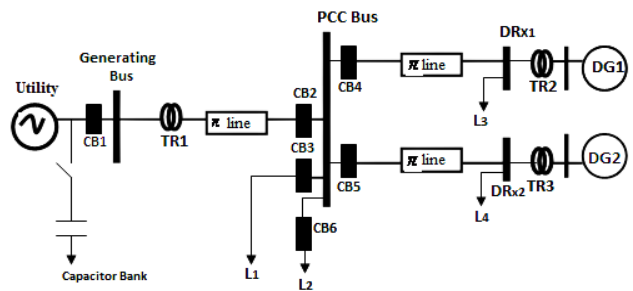 PCC Bus
DRx1
Generating
Bus
Utility
CB1
TR1
π line
CB2
CB3
CB4
π line
L3
TR2
DG1
CB5
π line
L4
DRx2
TR3
DG2
CB6
L1
L2
Capacitor Bank